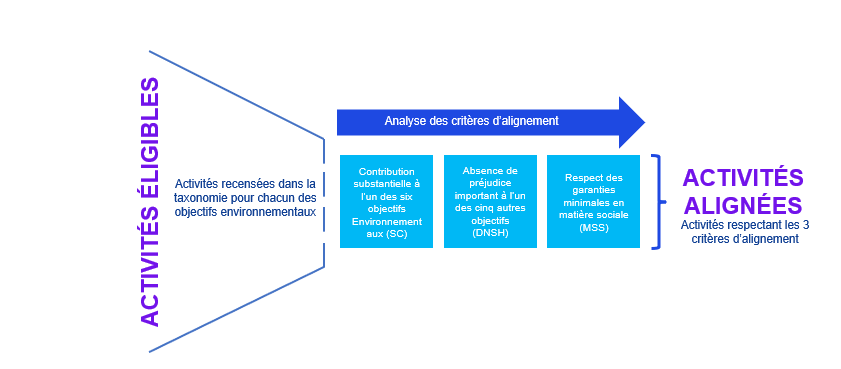 ACTIVITÉS ÉLIGIBLES
Activités recensées dans la
taxonomie pour chacun des
objectifs environnementaux
Analyse des critères d'alignement
Contribution
substantielle à
l'un des six
objectifs
Environnement
aux (SC)
Absence de
préjudice
important à l'un
des cinq autres
objectifs
(DNSH)
Respect des
garanties
minimales en
matière sociale
(MSS)
ACTIVITÉS
ALIGNÉES
Activités respectant les 3
critères d'alignement